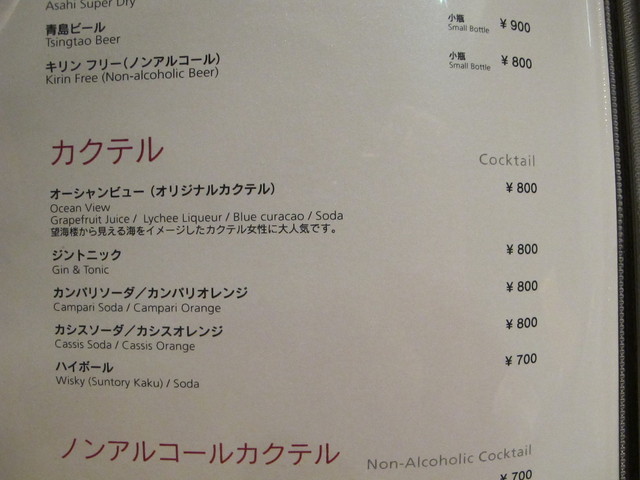 Asahi Super Dry
青島ビール 小瓶 ¥900
Tsingtao Beer Small Bottle
キリン フリー（ノンアルコール） 小瓶 ¥800
Kirin Free (Non-alcoholic Beer) Small Bottle
カクテル Cocktail
オーシャンビュー（オリジナルカクテル） ¥800
Ocean View
Grapefruit Juice / Lychee Liqueur / Blue curacao / Soda
望海楼から見える海をイメージしたカクテル女性に大人気です。
ジントニック ¥800
Gin & Tonic
カンパリソーダ／カンパリオレンジ ¥800
Campari Soda / Campari Orange
カシスソーダ／カシスオレンジ ¥800
Cassis Soda / Cassis Orange
ハイボール ¥700
Wisky (Suntory Kaku) / Soda
ノンアルコールカクテル Non-Alcoholic Cocktail
¥700